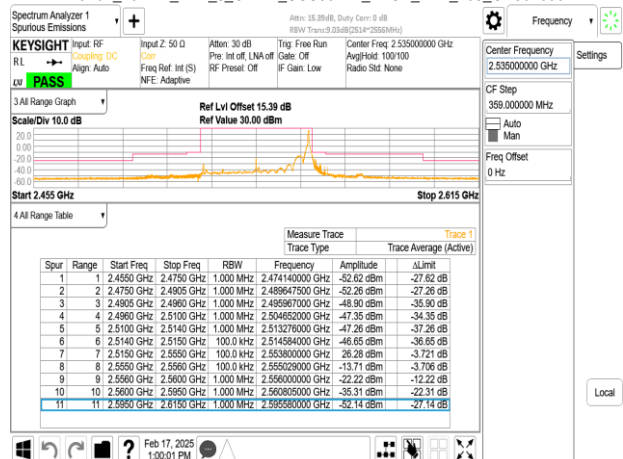 Spectrum Analyzer 1
Spurious Emissions
Attn: 15.39dB, Duty Corr: 0 dB
RBW Trans:9.03dB(2514~2556MHz)
Frequency
KEYSIGHT
RL
LXI
PASS
Input: RF
Coupling: DC
Align: Auto
Input Z: 50 Ω
Corr
Freq Ref: Int (S)
NFE: Adaptive
Atten: 30 dB
Pre: Int off, LNA off
RF Presel: Off
Trig: Free Run
Gate: Off
IF Gain: Low
Center Freq: 2.535000000 GHz
Avg|Hold: 100/100
Radio Std: None
Center Frequency
2.535000000 GHz
Settings
CF Step
359.000000 MHz
Auto
Man
Freq Offset
0 Hz
Local
3 All Range Graph
Scale/Div 10.0 dB
Ref Lvl Offset 15.39 dB
Ref Value 30.00 dBm
20.0
0.00
-20.0
-40.0
-60.0
Start 2.455 GHz
Stop 2.615 GHz
4 All Range Table
Measure Trace Trace 1
Trace Type Trace Average (Active)
Spur Range Start Freq Stop Freq RBW Frequency Amplitude ΔLimit
1 1 2.4550 GHz 2.4750 GHz 1.000 MHz 2.474140000 GHz -52.62 dBm -27.62 dB
2 2 2.4750 GHz 2.4905 GHz 1.000 MHz 2.489647500 GHz -52.26 dBm -27.26 dB
3 3 2.4905 GHz 2.4960 GHz 1.000 MHz 2.495967000 GHz -48.90 dBm -35.90 dB
4 4 2.4960 GHz 2.5100 GHz 1.000 MHz 2.504652000 GHz -47.35 dBm -34.35 dB
5 5 2.5100 GHz 2.5140 GHz 1.000 MHz 2.513276000 GHz -47.26 dBm -37.26 dB
6 6 2.5140 GHz 2.5150 GHz 100.0 kHz 2.514584000 GHz -46.65 dBm -36.65 dB
7 7 2.5150 GHz 2.5550 GHz 100.0 kHz 2.553800000 GHz 26.28 dBm -3.721 dB
8 8 2.5550 GHz 2.5560 GHz 100.0 kHz 2.555029000 GHz -13.71 dBm -3.706 dB
9 9 2.5560 GHz 2.5600 GHz 1.000 MHz 2.556000000 GHz -22.22 dBm -12.22 dB
10 10 2.5600 GHz 2.5950 GHz 1.000 MHz 2.560805000 GHz -35.31 dBm -22.31 dB
11 11 2.5950 GHz 2.6150 GHz 1.000 MHz 2.595580000 GHz -52.14 dBm -27.14 dB
Feb 17, 2025
1:00:01 PM